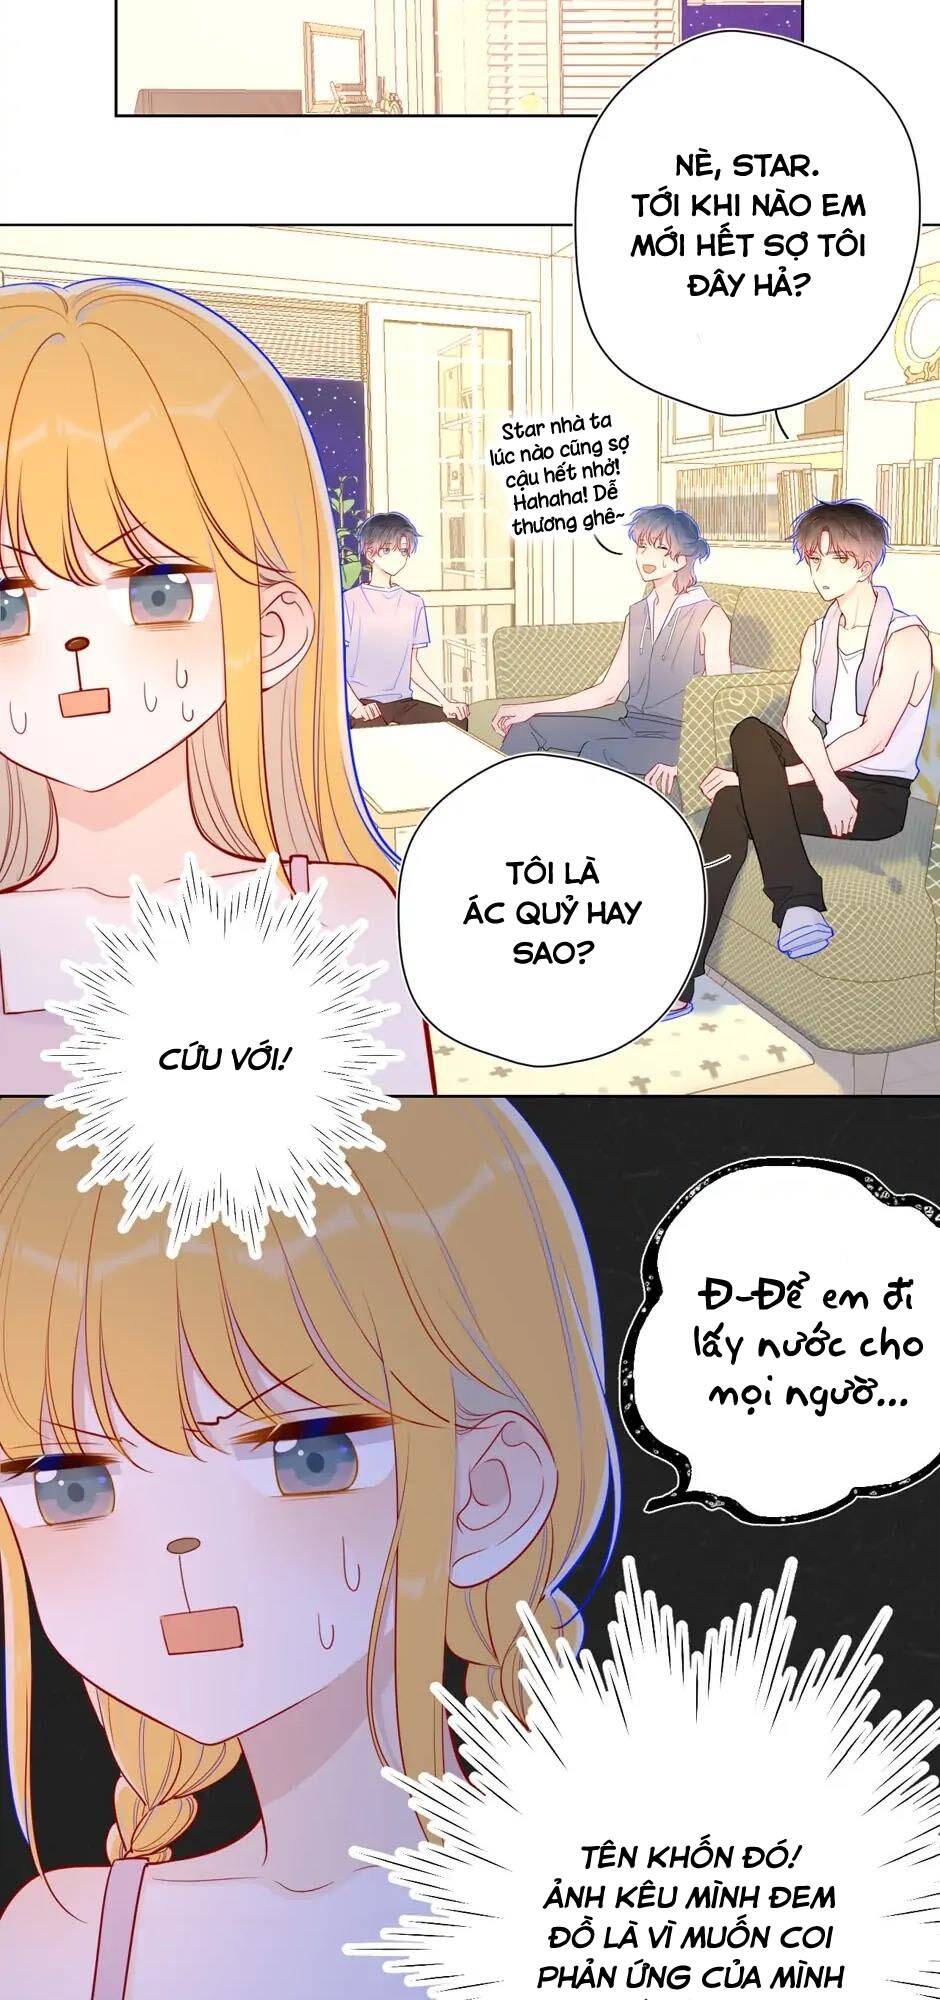 NÈ, STAR.
TỚI KHI NÀO EM
MỚI HẾT SỢ TÔI
ĐÂY HẢ?
Star nhà ta
lúc nào cũng sợ
cậu hết nhở!
Hahaha! Dễ
thương ghê~
TÔI LÀ
ÁC QUỶ HAY
SAO?
CỨU VỚI!
Đ-Để em đi
lấy nước cho
mọi ngườ...
TÊN KHỐN ĐÓ!
ẢNH KÊU MÌNH ĐEM
ĐỒ LÀ VÌ MUỐN COI
PHẢN ỨNG CỦA MÌNH